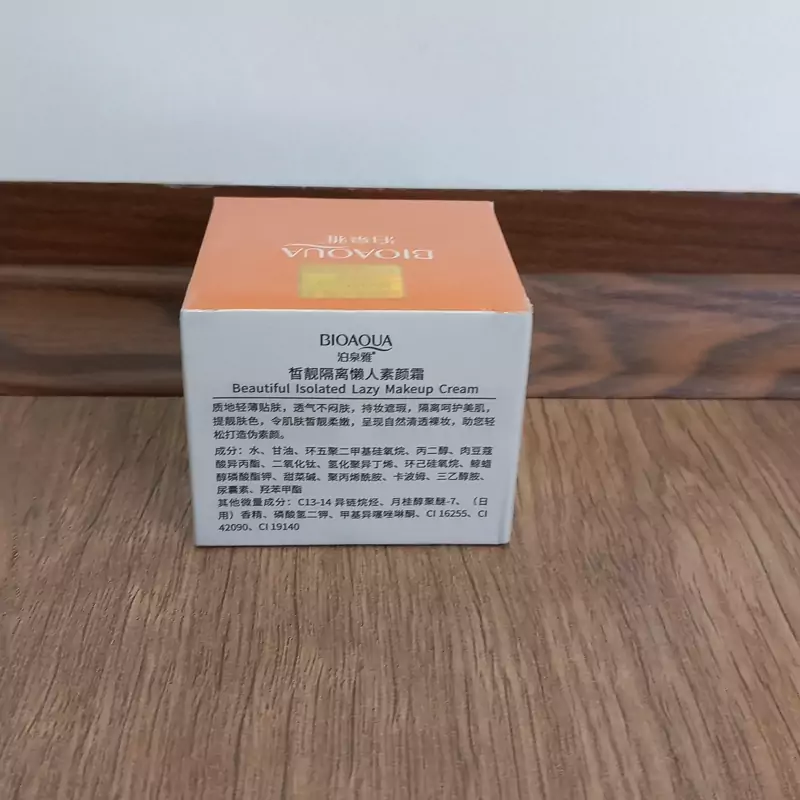 BIOAQUA
泊泉雅
BIOAQUA
泊泉雅®
皙靓隔离懒人素颜霜
Beautiful Isolated Lazy Makeup Cream
质地轻薄贴肤，透气不闷肤，持妆遮瑕，隔离呵护美肌，
提靓肤色，令肌肤皙靓柔嫩，呈现自然清透裸妆，助您轻
松打造伪素颜。
成分：水、甘油、环五聚二甲基硅氧烷、丙二醇、肉豆蔻
酸异丙酯、二氧化钛、氢化聚异丁烯、环己硅氧烷、鲸蜡
醇磷酸酯钾、甜菜碱、聚丙烯酰胺、卡波姆、三乙醇胺、
尿囊素、羟苯甲酯
其他微量成分：C13-14 异链烷烃、月桂醇聚醚-7、（日
用）香精、磷酸氢二钾、甲基异噻唑啉酮、CI 16255、CI
42090、CI 19140